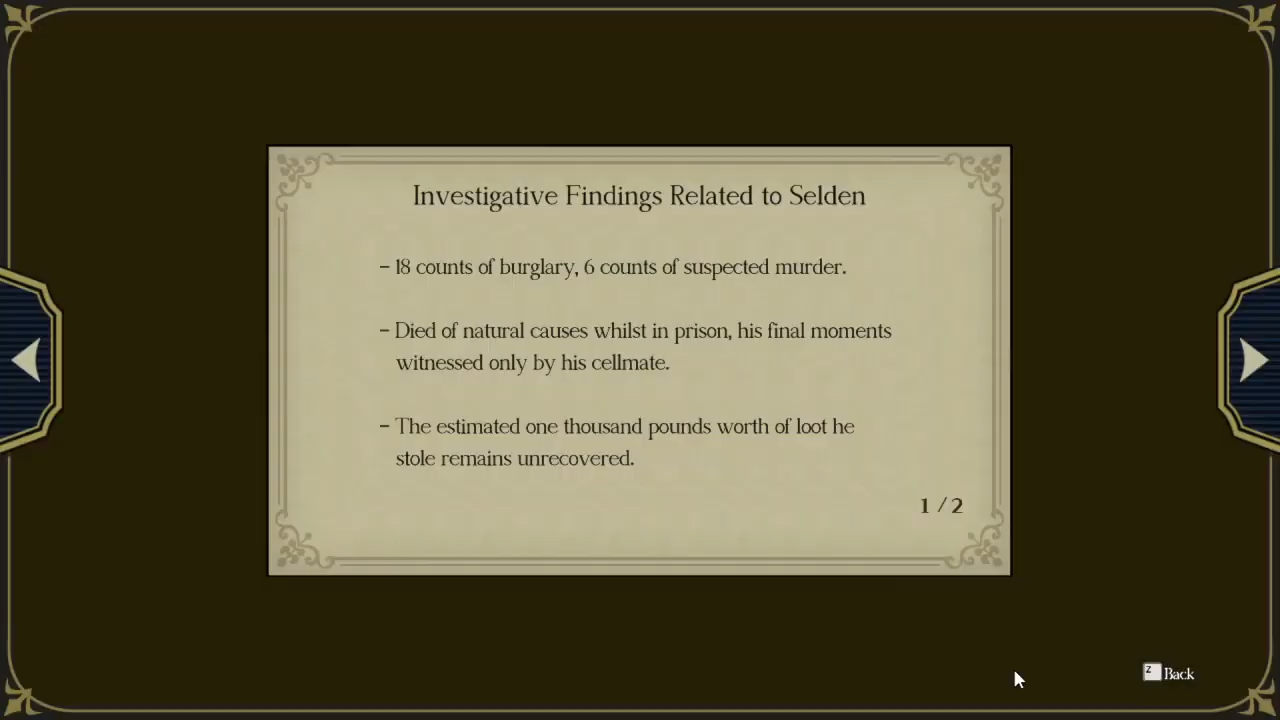 Investigative Findings Related to Selden
- 18 counts of burglary, 6 counts of suspected murder.
- Died of natural causes whilst in prison, his final moments
witnessed only by his cellmate.
- The estimated one thousand pounds worth of loot he
stole remains unrecovered.
1 / 2
Z Back